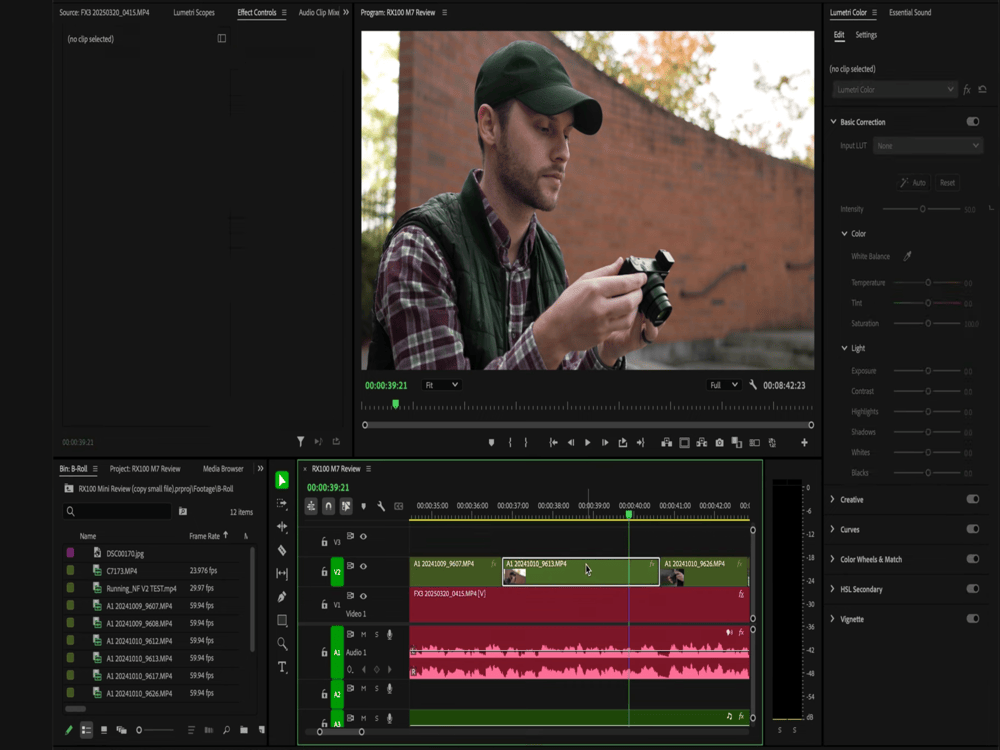 Source: FX3 20250320_0415.MP4
Lumetri Scopes
Effect Controls
Audio Clip Mix
(no clip selected)
00:00:39:21
Program: RX100 M7 Review
00:00:39:21
Fit
Full
00:08:42:23
Lumetri Color
Essential Sound
Edit
Settings
(no clip selected)
Lumetri Color
fx
Basic Correction
Input LUT
None
Auto
Reset
Intensity
50.0
Color
White Balance
Temperature
0.0
Tint
0.0
Saturation
100.0
Light
Exposure
0.0
Contrast
0.0
Highlights
0.0
Shadows
0.0
Whites
0.0
Blacks
0.0
Creative
Curves
Color Wheels & Match
HSL Secondary
Vignette
Bin: B-Roll
Project: RX100 M7 Review
Media Browser
RX100 Mini Review (copy small file).prproj\Footage\B-Roll
12 items
Name
Frame Rate
DSC00170.jpg
C7173.MP4
23.976 fps
Running_NF V2 TEST.mp4
29.97 fps
A1 20241009_9607.MP4
59.94 fps
A1 20241009_9608.MP4
59.94 fps
A1 20241010_9612.MP4
59.94 fps
A1 20241010_9613.MP4
59.94 fps
A1 20241010_9617.MP4
59.94 fps
A1 20241010_9626.MP4
59.94 fps
RX100 M7 Review
00:00:39:21
00:00:35:00
00:00:36:00
00:00:37:00
00:00:38:00
00:00:39:00
00:00:40:00
00:00:41:00
00:00:42:00
00:0
V3
V2
A1 20241009_9607.MP4
fx
A1 20241010_9613.MP4
fx
A1 20241010_9626.MP4
fx
V1
Video 1
FX3 20250320_0415.MP4 [V]
fx
A1
M
S
Audio 1
fx
L
R
A2
M
S
A3
M
S
fx
0
-6
-12
-18
-24
-30
-36
-42
-48
-54
dB
S
S